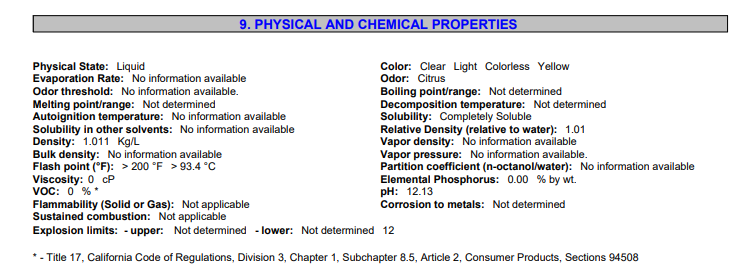 9. PHYSICAL AND CHEMICAL PROPERTIES
Physical State: Liquid
Evaporation Rate: No information available
Odor threshold: No information available.
Melting point/range: Not determined
Autoignition temperature: No information available
Solubility in other solvents: No information available
Density: 1.011 Kg/L
Bulk density: No information available
Flash point (°F): > 200 °F > 93.4 °C
Viscosity: 0 cP
VOC: 0 % *
Flammability (Solid or Gas): Not applicable
Sustained combustion: Not applicable
Explosion limits: - upper: Not determined - lower: Not determined 12
Color: Clear Light Colorless Yellow
Odor: Citrus
Boiling point/range: Not determined
Decomposition temperature: Not determined
Solubility: Completely Soluble
Relative Density (relative to water): 1.01
Vapor density: No information available
Vapor pressure: No information available.
Partition coefficient (n-octanol/water): No information available
Elemental Phosphorus: 0.00 % by wt.
pH: 12.13
Corrosion to metals: Not determined
* - Title 17, California Code of Regulations, Division 3, Chapter 1, Subchapter 8.5, Article 2, Consumer Products, Sections 94508